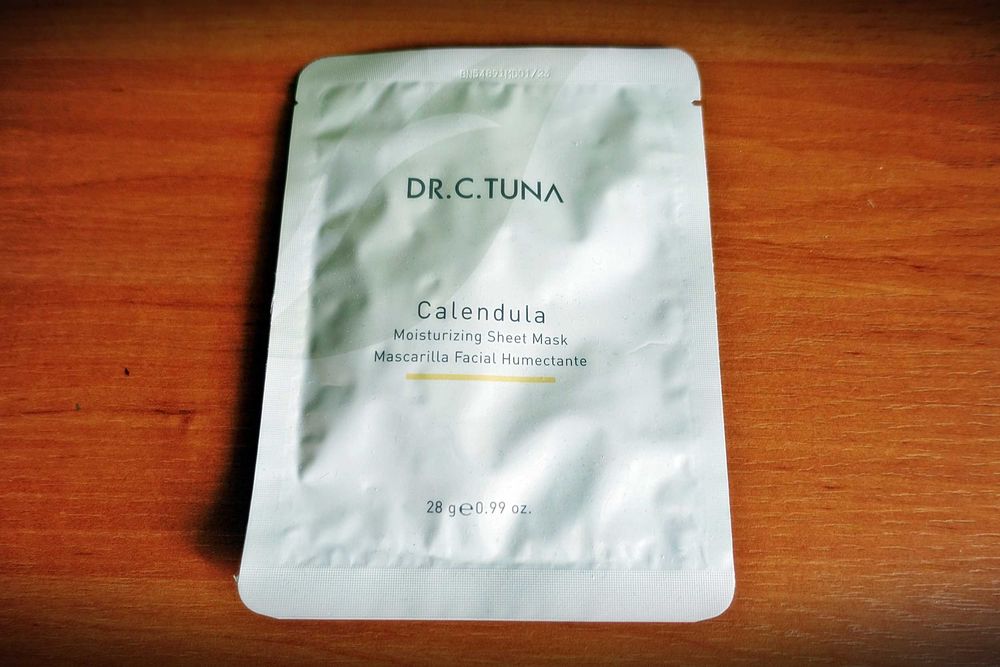 DR.C.TUNA
Calendula
Moisturizing Sheet Mask
Mascarilla Facial Humectante
28 g℮0.99 oz.